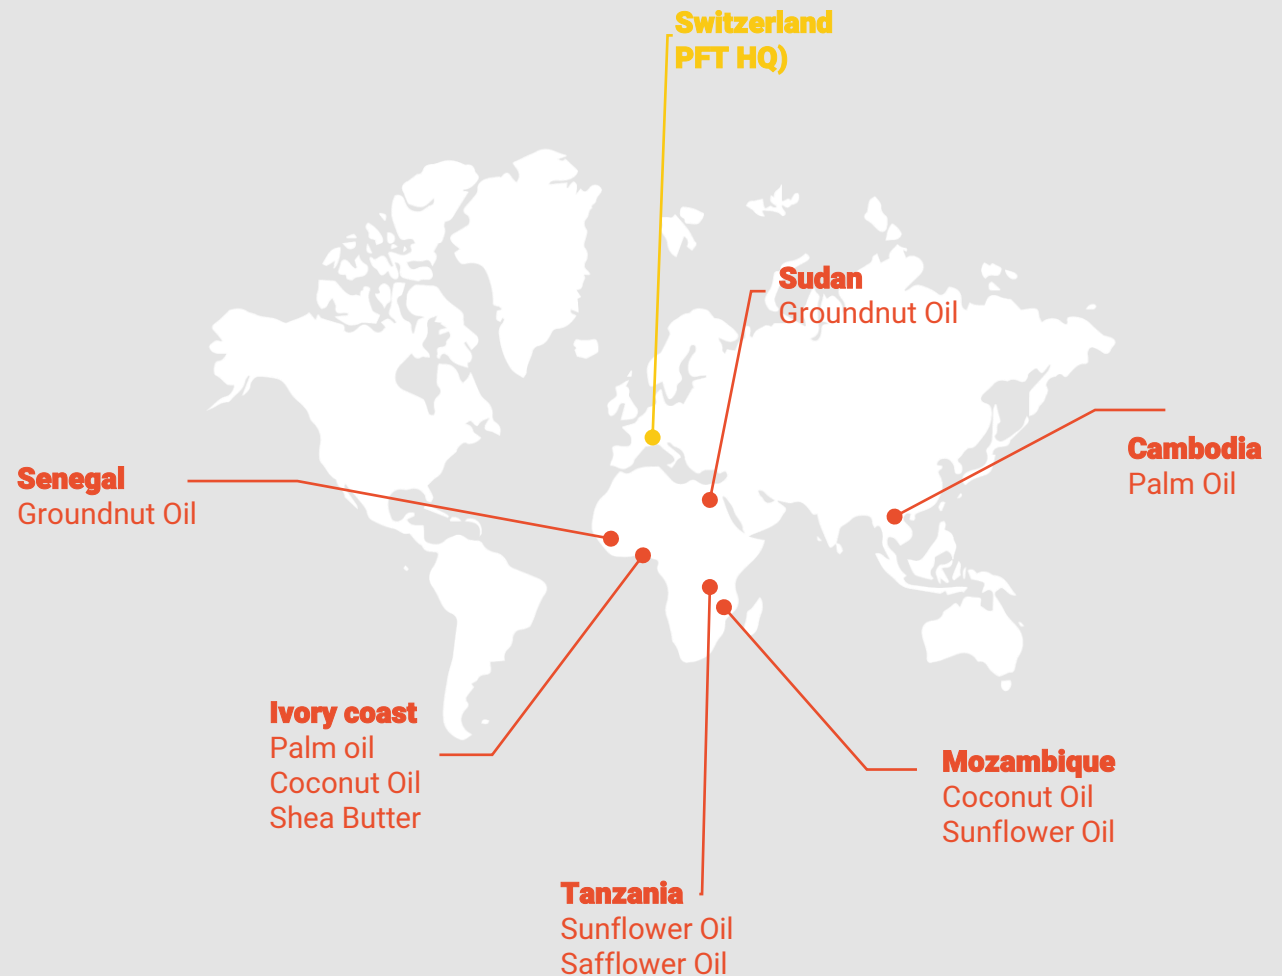 Switzerland
PFT HQ)
Sudan
Groundnut Oil
Cambodia
Palm Oil
Senegal
Groundnut Oil
Ivory coast
Palm oil
Coconut Oil
Shea Butter
Mozambique
Coconut Oil
Sunflower Oil
Tanzania
Sunflower Oil
Safflower Oil